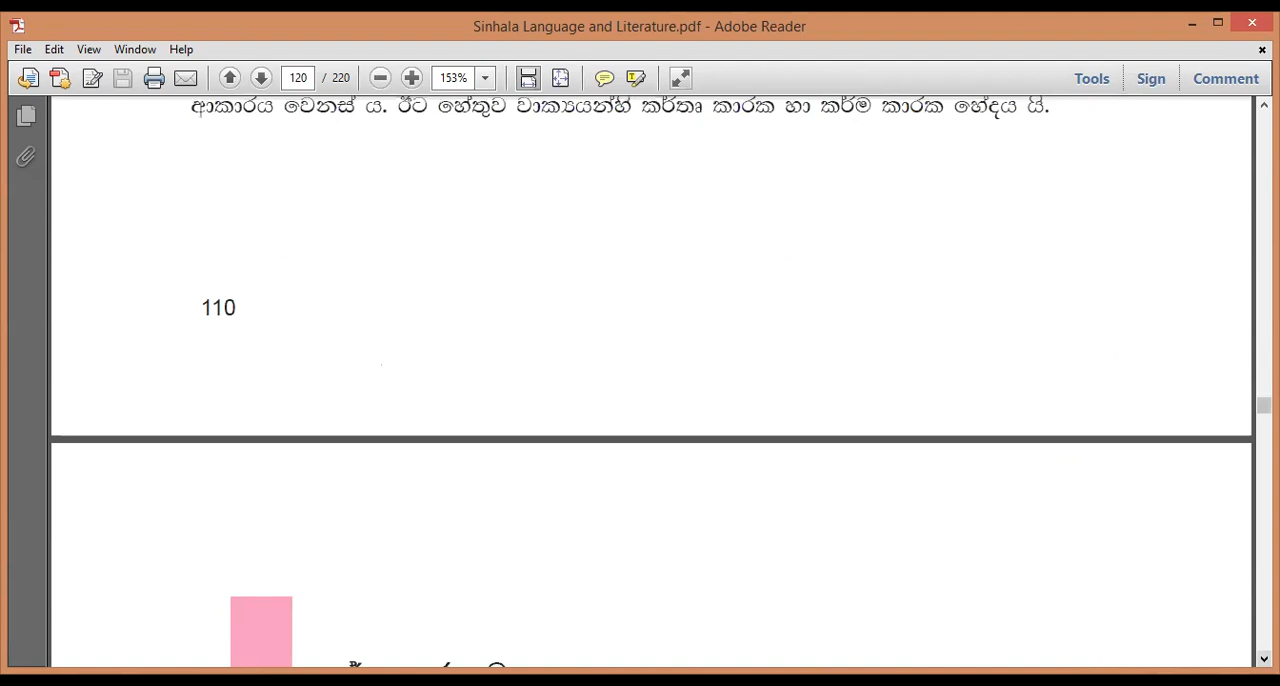 Sinhala Language and Literature.pdf - Adobe Reader
File Edit View Window Help
120 / 220 153% Tools Sign Comment
ආකාරය වෙනස් ය. ඊට හේතුව වාක්‍යයන්හි කර්තෘ කාරක හා කර්ම කාරක භේදය යි.
110